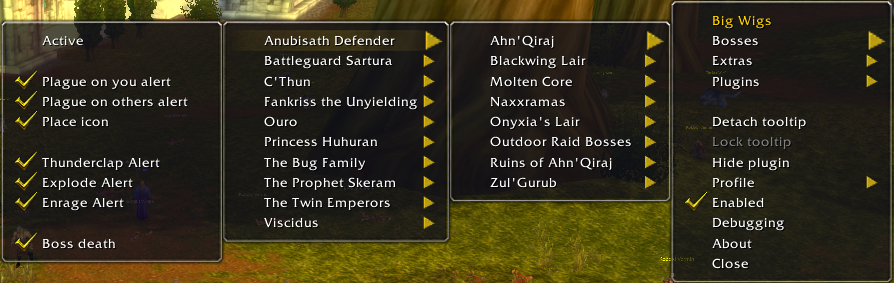 Active
Plague on you alert
Plague on others alert
Place icon
Thunderclap Alert
Explode Alert
Enrage Alert
Boss death
Anubisath Defender
Battleguard Sartura
C'Thun
Fankriss the Unyielding
Ouro
Princess Huhuran
The Bug Family
The Prophet Skeram
The Twin Emperors
Viscidus
Ahn'Qiraj
Blackwing Lair
Molten Core
Naxxramas
Onyxia's Lair
Outdoor Raid Bosses
Ruins of Ahn'Qiraj
Zul'Gurub
Big Wigs
Bosses
Extras
Plugins
Detach tooltip
Lock tooltip
Hide plugin
Profile
Enabled
Debugging
About
Close